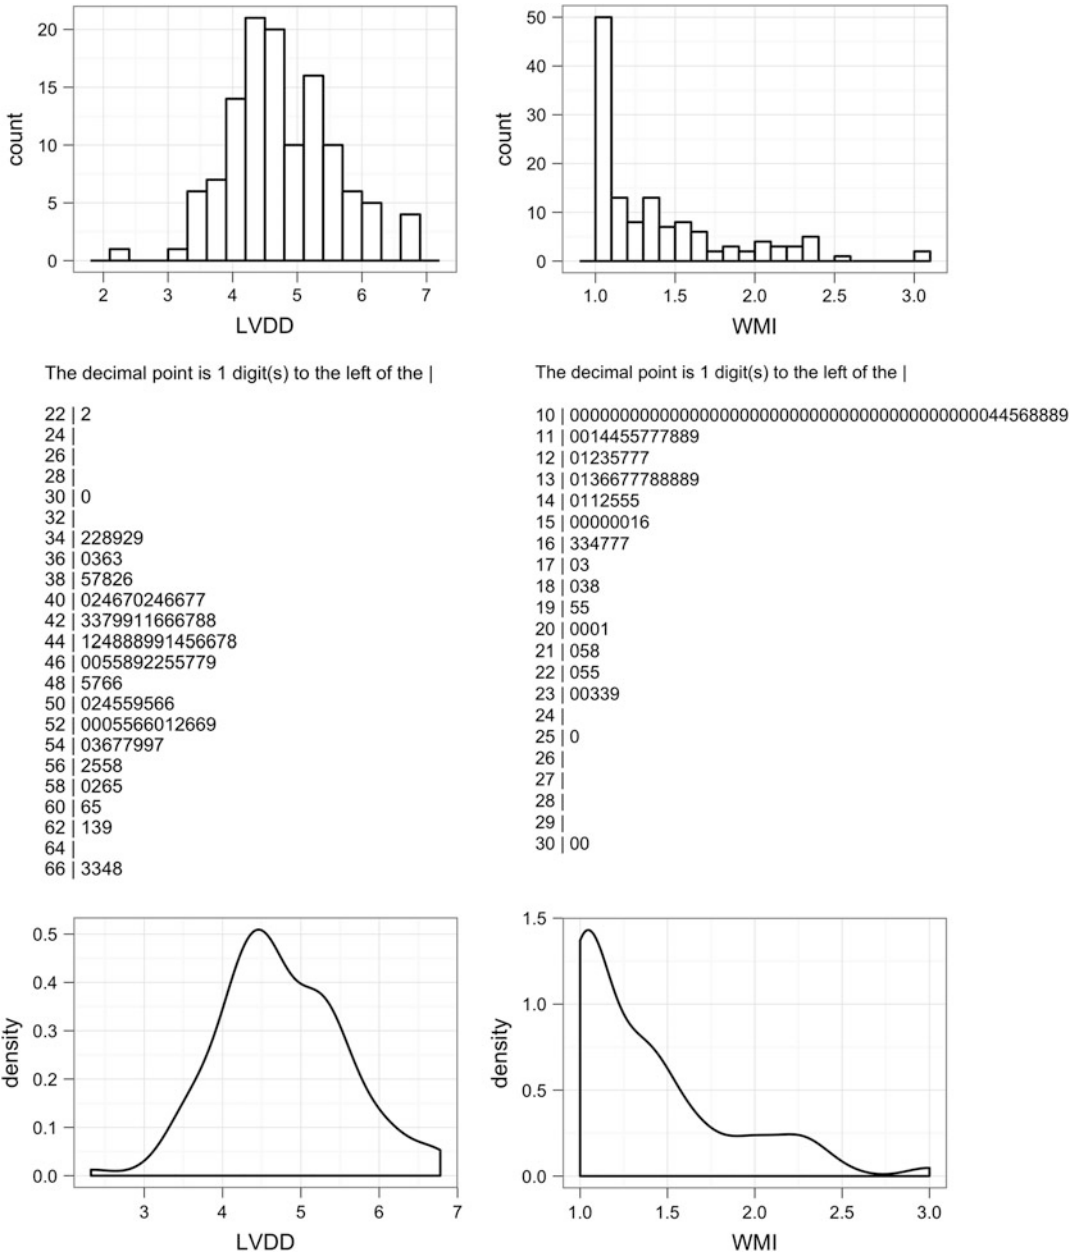 20
15
10
5
0
count
2 3 4 5 6 7
LVDD
50
40
30
20
10
0
count
1.0 1.5 2.0 2.5 3.0
WMI
The decimal point is 1 digit(s) to the left of the |
22 | 2
24 |
26 |
28 |
30 | 0
32 |
34 | 228929
36 | 0363
38 | 57826
40 | 024670246677
42 | 3379911666788
44 | 124888991456678
46 | 0055892255779
48 | 5766
50 | 024559566
52 | 0005566012669
54 | 03677997
56 | 2558
58 | 0265
60 | 65
62 | 139
64 |
66 | 3348
The decimal point is 1 digit(s) to the left of the |
10 | 00000000000000000000000000000000000000000044568889
11 | 0014455777889
12 | 01235777
13 | 0136677788889
14 | 0112555
15 | 00000016
16 | 334777
17 | 03
18 | 038
19 | 55
20 | 0001
21 | 058
22 | 055
23 | 00339
24 |
25 | 0
26 |
27 |
28 |
29 |
30 | 00
0.5
0.4
0.3
0.2
0.1
0.0
density
3 4 5 6 7
LVDD
1.5
1.0
0.5
0.0
density
1.0 1.5 2.0 2.5 3.0
WMI